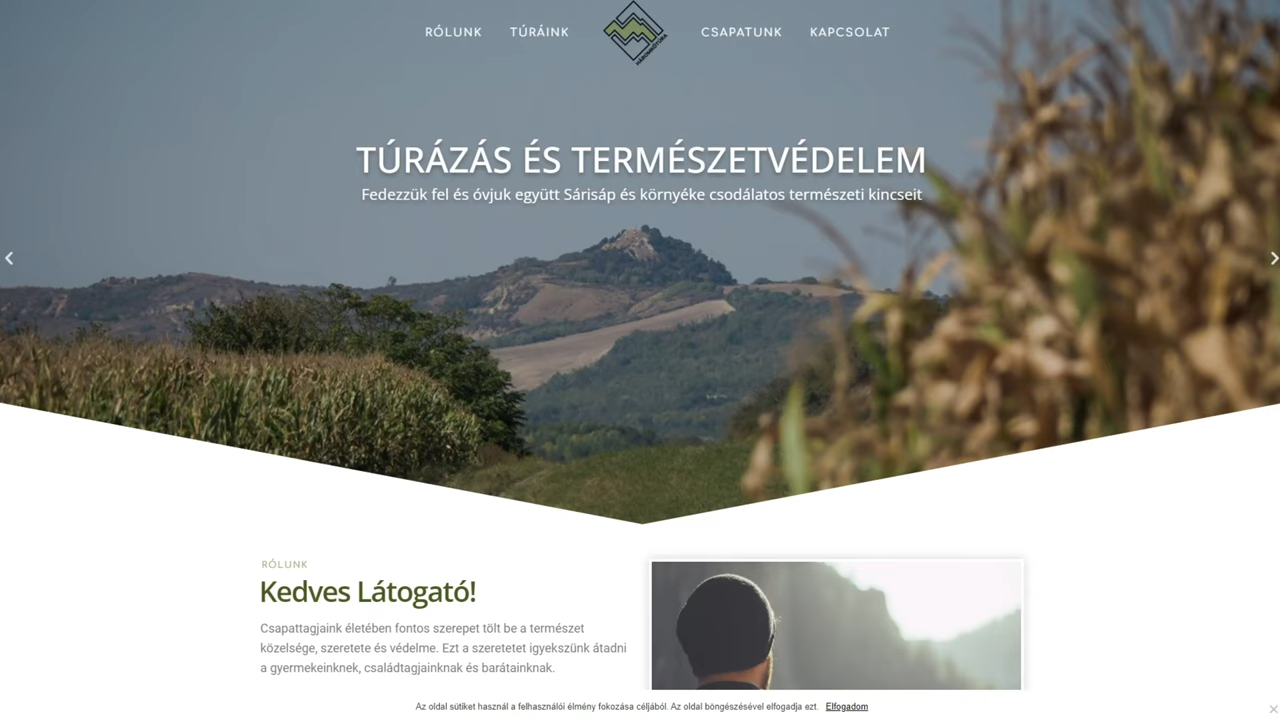 RÓLUNK
TÚRÁINK
HÁROMHŐTÚRA
CSAPATUNK
KAPCSOLAT
TÚRÁZÁS ÉS TERMÉSZETVÉDELEM
Fedezzük fel és óvjuk együtt Sárisáp és környéke csodálatos természeti kincseit
RÓLUNK
Kedves Látogató!
Csapattagjaink életében fontos szerepet tölt be a természet
közelsége, szeretete és védelme. Ezt a szeretetet igyekszünk átadni
a gyermekeinknek, családtagjainknak és barátainknak.
Az oldal sütiket használ a felhasználói élmény fokozása céljából. Az oldal böngészésével elfogadja ezt. Elfogadom